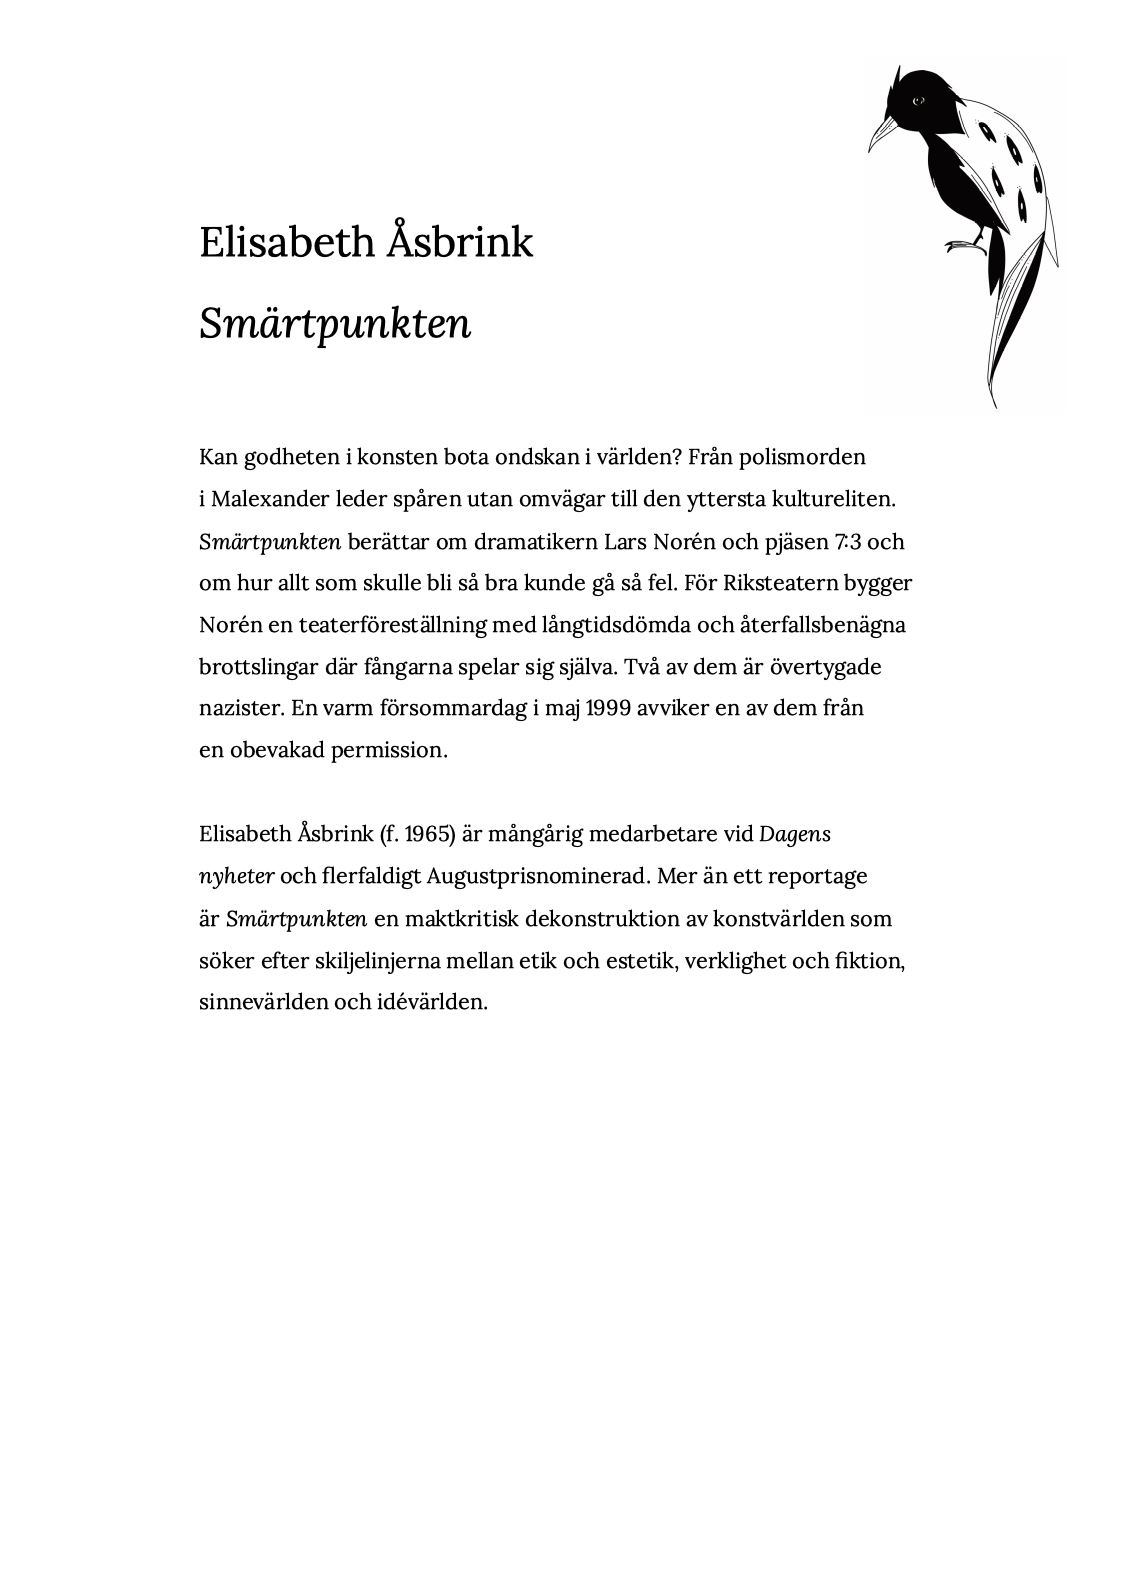 Elisabeth Åsbrink
Smärtpunkten
Kan godheten i konsten bota ondskan i världen? Från polismorden
i Malexander leder spåren utan omvägar till den yttersta kultureliten.
Smärtpunkten berättar om dramatikern Lars Norén och pjäsen 7:3 och
om hur allt som skulle bli så bra kunde gå så fel. För Riksteatern bygger
Norén en teaterföreställning med långtidsdömda och återfallsbenägna
brottslingar där fångarna spelar sig själva. Två av dem är övertygade
nazister. En varm försommardag i maj 1999 avviker en av dem från
en obevakad permission.
Elisabeth Åsbrink (f. 1965) är mångårig medarbetare vid Dagens
nyheter och flerfaldigt Augustprisnominerad. Mer än ett reportage
är Smärtpunkten en maktkritisk dekonstruktion av konstvärlden som
söker efter skiljelinjerna mellan etik och estetik, verklighet och fiktion,
sinnevärlden och idévärlden.